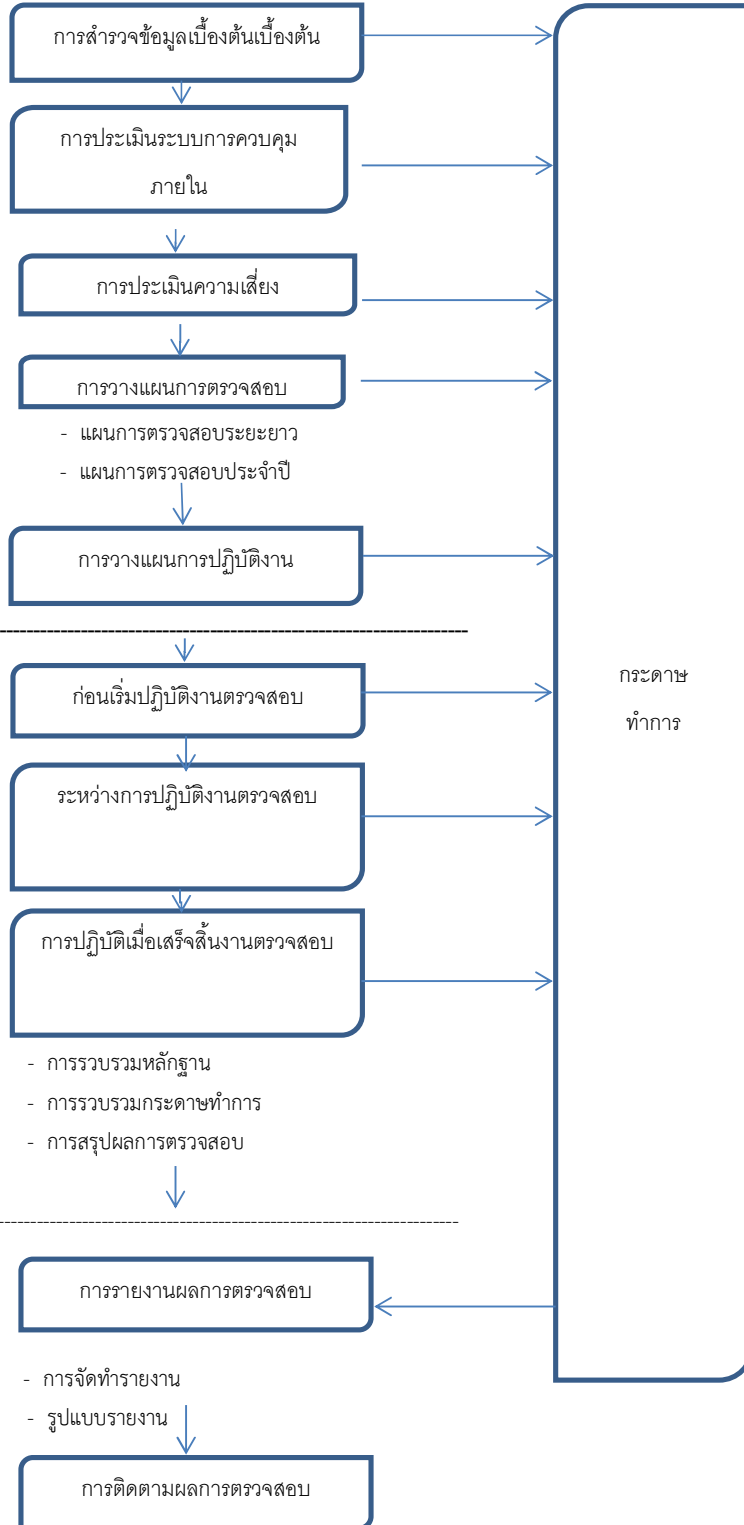 การสำรวจข้อมูลเบื้องต้นเบื้องต้น
การประเมินระบบการควบคุม
ภายใน
การประเมินความเสี่ยง
การวางแผนการตรวจสอบ
- แผนการตรวจสอบระยะยาว
- แผนการตรวจสอบประจำปี
การวางแผนการปฏิบัติงาน
ก่อนเริ่มปฏิบัติงานตรวจสอบ
ระหว่างการปฏิบัติงานตรวจสอบ
การปฏิบัติเมื่อเสร็จสิ้นงานตรวจสอบ
- การรวบรวมหลักฐาน
- การรวบรวมกระดาษทำการ
- การสรุปผลการตรวจสอบ
การรายงานผลการตรวจสอบ
- การจัดทำรายงาน
- รูปแบบรายงาน
การติดตามผลการตรวจสอบ
กระดาษ
ทำการ